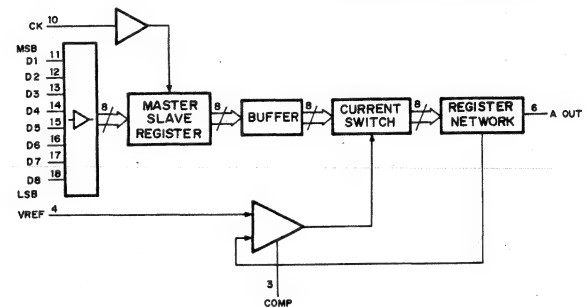 CK 10
MSB
D1 11
D2 12
D3 13
D4 14
D5 15
D6 16
D7 17
D8 18
LSB
8
MASTER
SLAVE
REGISTER
8
BUFFER
8
CURRENT
SWITCH
8
REGISTER
NETWORK
6 A OUT
VREF 4
3
COMP